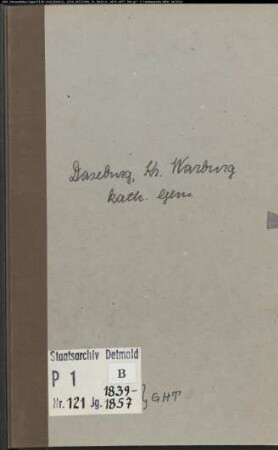 Daseburg, Kr. Warburg
kath. Gem
Staatsarchiv Detmold
P 1 B
1839-
Nr. 121 Jg. 1857
GHT